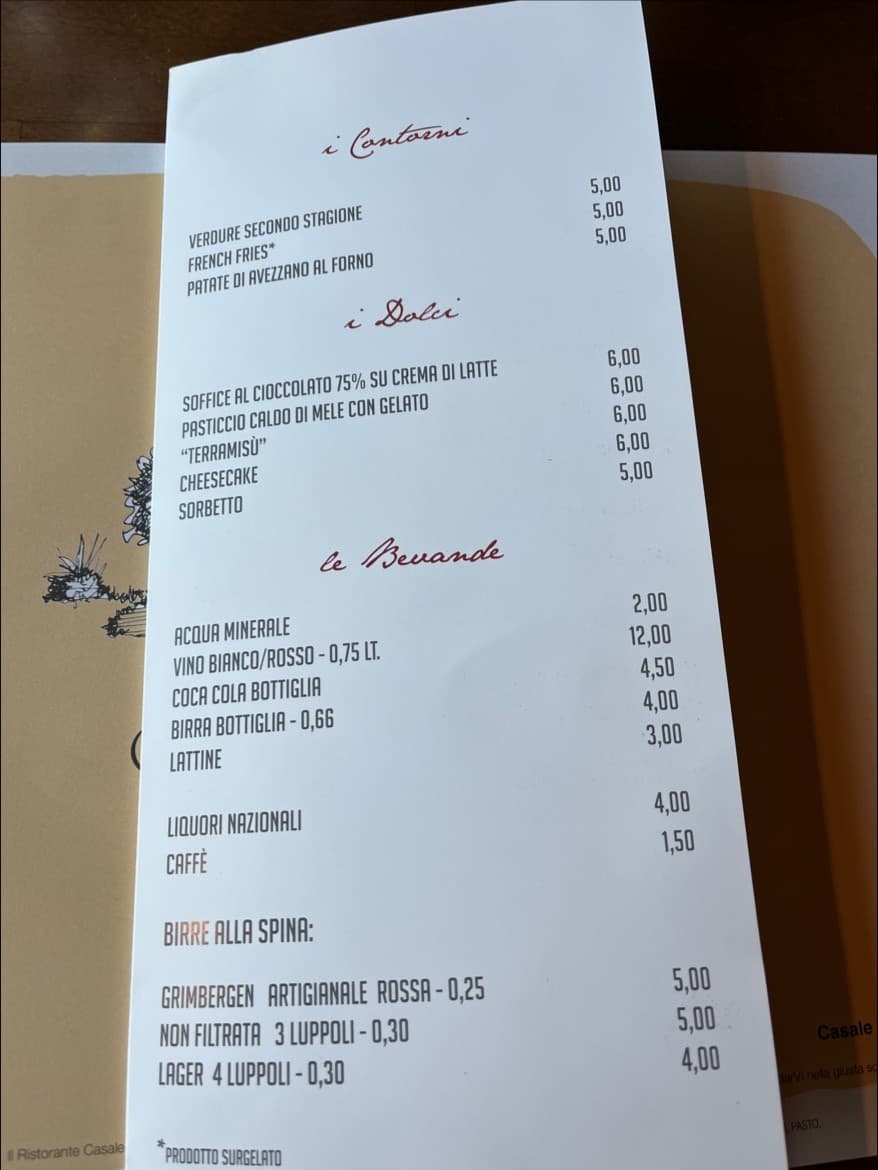 i Contorni
VERDURE SECONDO STAGIONE 5,00
FRENCH FRIES* 5,00
PATATE DI AVEZZANO AL FORNO 5,00
i Dolci
SOFFICE AL CIOCCOLATO 75% SU CREMA DI LATTE 6,00
PASTICCIO CALDO DI MELE CON GELATO 6,00
“TERRAMISÙ” 6,00
CHEESECAKE 6,00
SORBETTO 5,00
le Bevande
ACQUA MINERALE 2,00
VINO BIANCO/ROSSO - 0,75 LT. 12,00
COCA COLA BOTTIGLIA 4,50
BIRRA BOTTIGLIA - 0,66 4,00
LATTINE 3,00
LIQUORI NAZIONALI 4,00
CAFFÈ 1,50
BIRRE ALLA SPINA:
GRIMBERGEN ARTIGIANALE ROSSA - 0,25 5,00
NON FILTRATA 3 LUPPOLI - 0,30 5,00
LAGER 4 LUPPOLI - 0,30 4,00
*PRODOTTO SURGELATO
Il Ristorante Casale
Casale
nella giusta
PASTO.